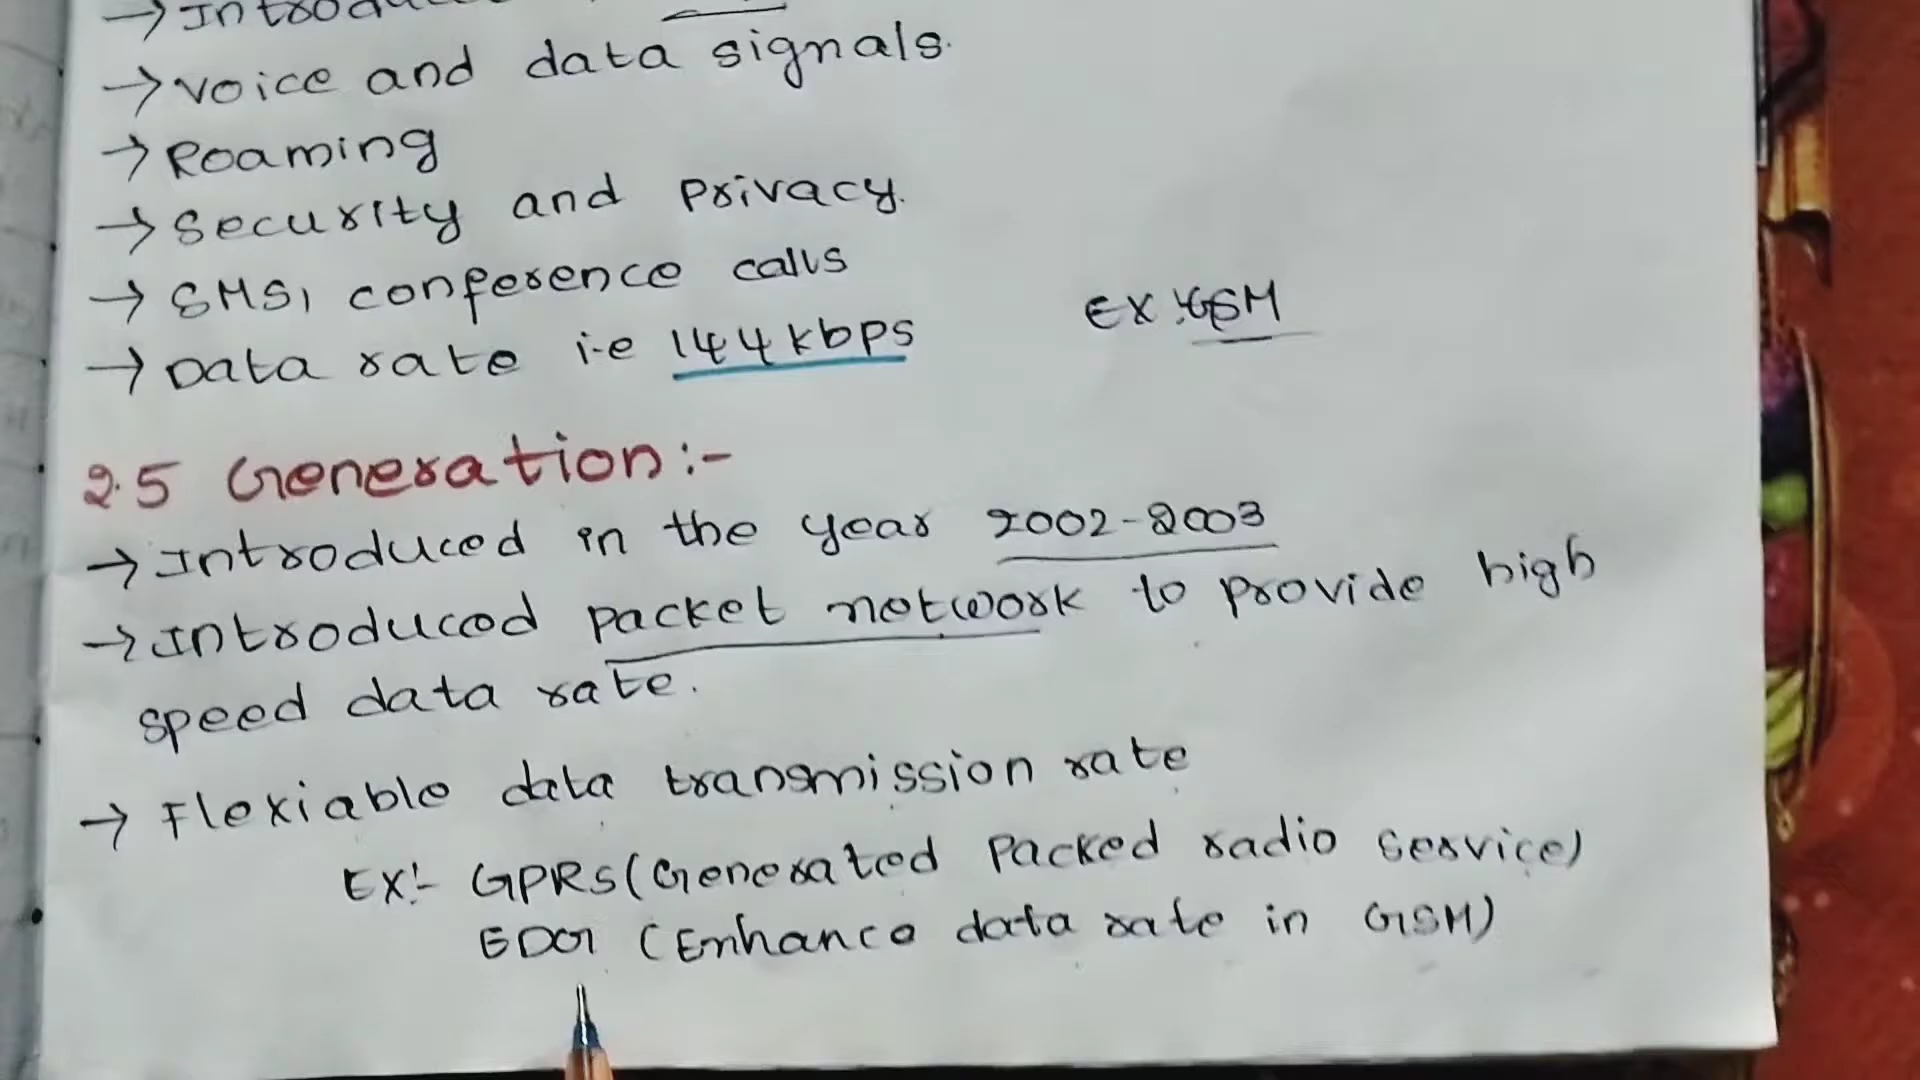 → Introduc
→ voice and data signals.
→ Roaming
→ security and privacy.
→ SMS, conference calls
→ Data rate i.e 144kbps
Ex: GSM
2.5 Generation:-
→ Introduced in the year 2002-2003
→ Introduced packet network to provide high
speed data rate.
→ Flexiable data transmission rate
Ex:- GPRS (Generated Packed radio service)
EDG (Enhance data rate in GSM)